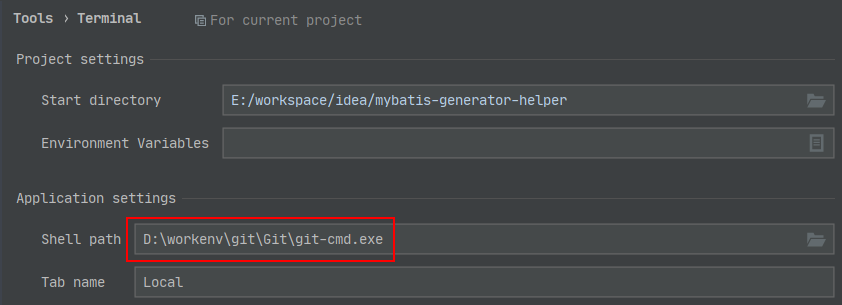 Tools › Terminal For current project
Project settings
Start directory E:/workspace/idea/mybatis-generator-helper
Environment Variables
Application settings
Shell path D:\workenv\git\Git\git-cmd.exe
Tab name Local